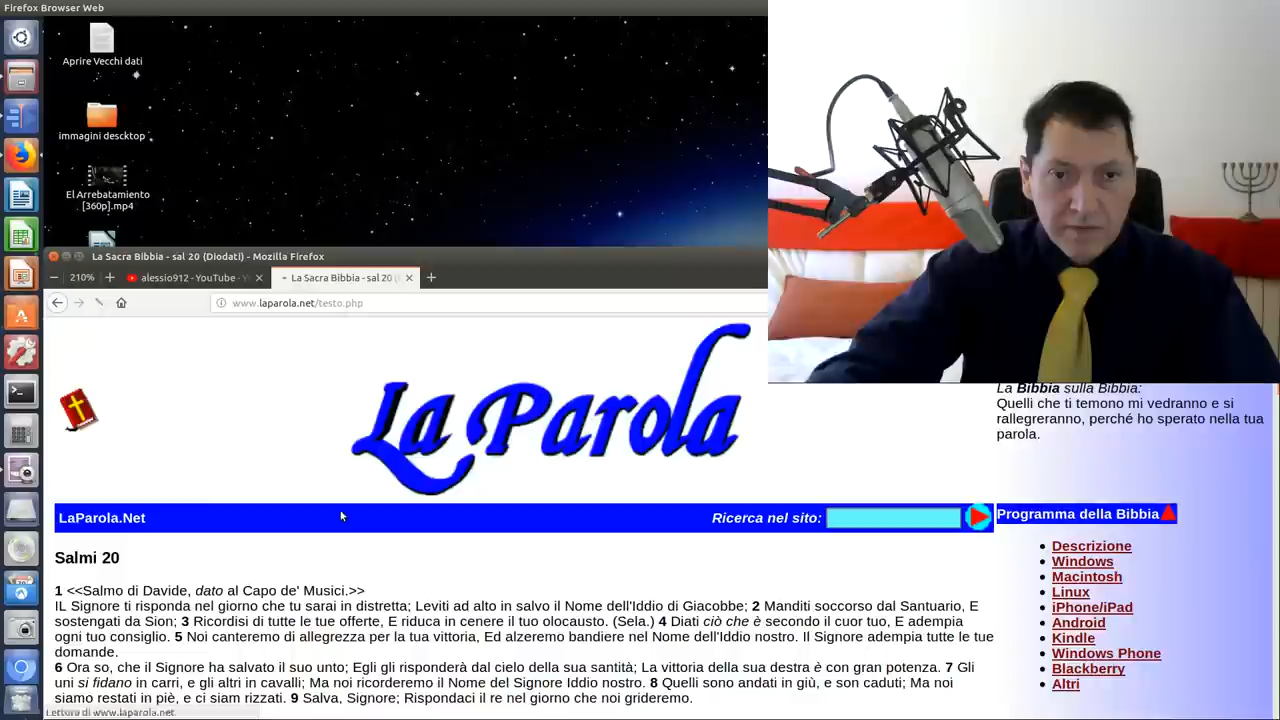 Firefox Browser Web
Aprire Vecchi dati
immagini descktop
El Arrebatamiento
[360p].mp4
La Sacra Bibbia - sal 20 (Diodati) - Mozilla Firefox
210%
alessio912 - YouTube - Y
La Sacra Bibbia - sal 20 (
www.laparola.net/testo.php
La Parola
LaParola.Net
Ricerca nel sito:
Salmi 20
1 <<Salmo di Davide, dato al Capo de' Musici.>>
IL Signore ti risponda nel giorno che tu sarai in distretta; Leviti ad alto in salvo il Nome dell'Iddio di Giacobbe; 2 Manditi soccorso dal Santuario, E
sostengati da Sion; 3 Ricordisi di tutte le tue offerte, E riduca in cenere il tuo olocausto. (Sela.) 4 Diati ciò che è secondo il cuor tuo, E adempia
ogni tuo consiglio. 5 Noi canteremo di allegrezza per la tua vittoria, Ed alzeremo bandiere nel Nome dell'Iddio nostro. Il Signore adempia tutte le tue
domande.
6 Ora so, che il Signore ha salvato il suo unto; Egli gli risponderà dal cielo della sua santità; La vittoria della sua destra è con gran potenza. 7 Gli
uni si fidano in carri, e gli altri in cavalli; Ma noi ricorderemo il Nome del Signore Iddio nostro. 8 Quelli sono andati in giù, e son caduti; Ma noi
siamo restati in piè, e ci siam rizzati. 9 Salva, Signore; Rispondaci il re nel giorno che noi grideremo.
Lettura di www.laparola.net.
La Bibbia sulla Bibbia:
Quelli che ti temono mi vedranno e si
rallegreranno, perché ho sperato nella tua
parola.
Programma della Bibbia
Descrizione
Windows
Macintosh
Linux
iPhone/iPad
Android
Kindle
Windows Phone
Blackberry
Altri